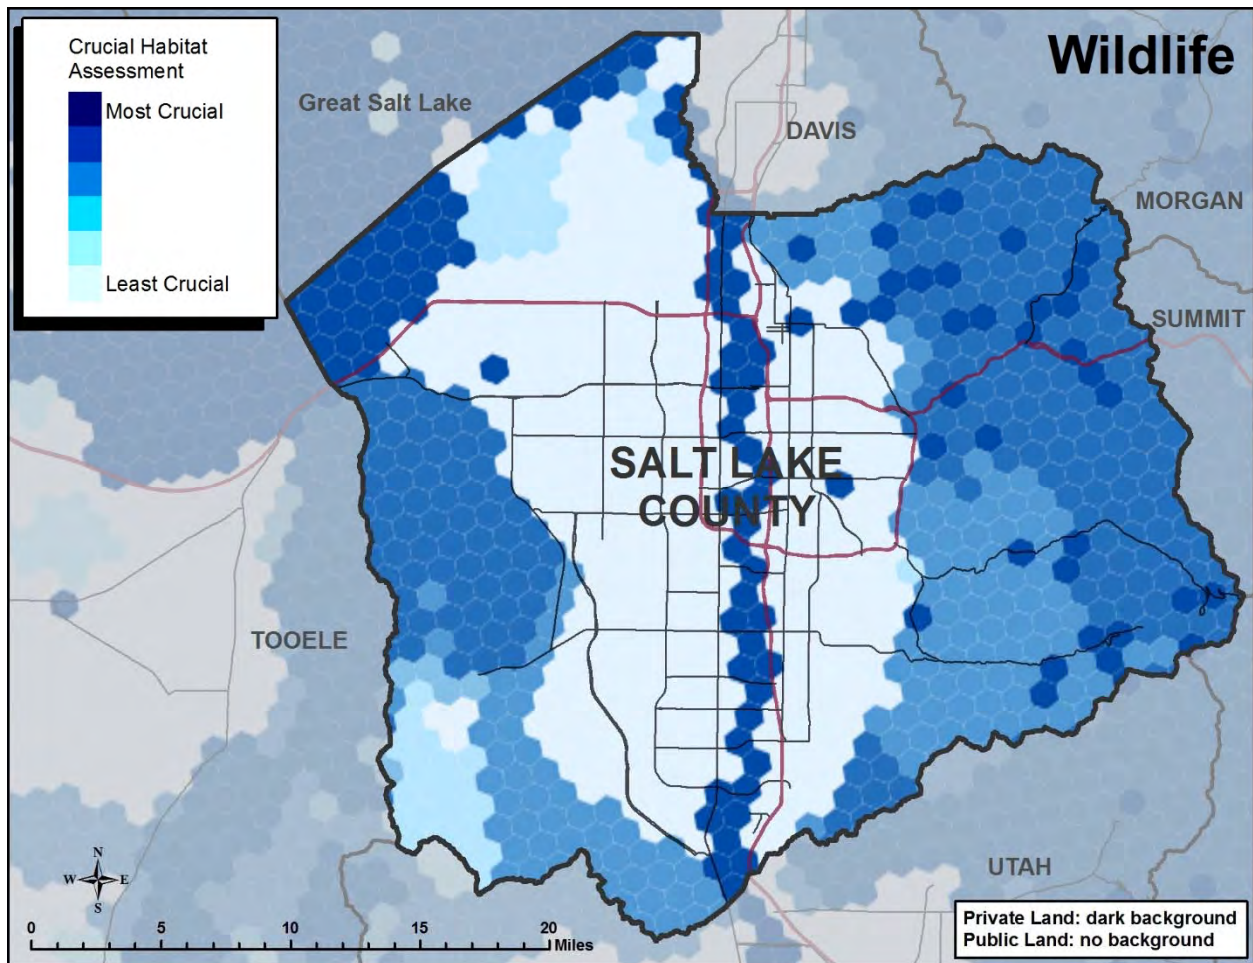 Crucial Habitat
Assessment
Most Crucial
Least Crucial
Wildlife
Great Salt Lake
DAVIS
MORGAN
SUMMIT
SALT LAKE
COUNTY
TOOELE
UTAH
N
W E
S
0 5 10 15 20
Miles
Private Land: dark background
Public Land: no background